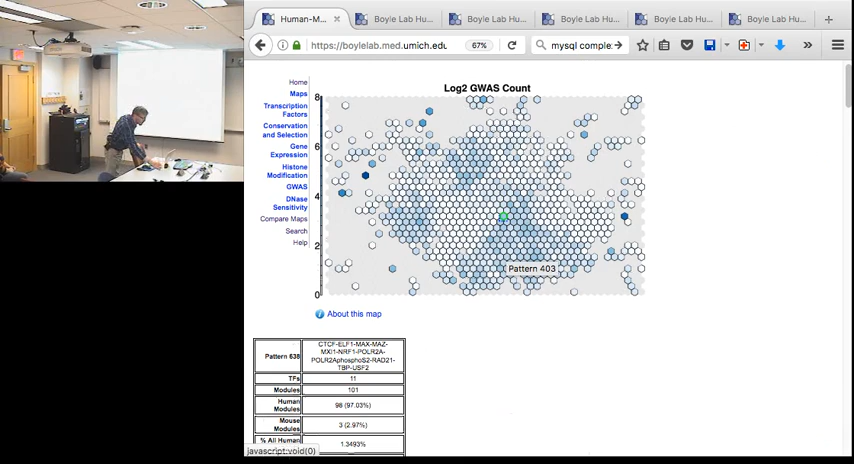 Human-M...
Boyle Lab Hu...
Boyle Lab Hu...
Boyle Lab Hu...
Boyle Lab Hu...
Boyle Lab Hu...
https://boylelab.med.umich.edu
67%
mysql comple
Log2 GWAS Count
Home
Maps
Transcription
Factors
Conservation
and Selection
Gene
Expression
Histone
Modification
GWAS
DNase
Sensitivity
Compare Maps
Search
Help
8
6
4
2
0
Pattern 403
About this map
Pattern 638
CTCF-ELF1-MAX-MAZ-
MXI1-NRF1-POLR2A-
POLR2AphosphoS2-RAD21-
TBP-USF2
TFs
11
Modules
101
Human
Modules
98 (97.03%)
Mouse
Modules
3 (2.97%)
% All Human
1.3493%
javascript:void(0)